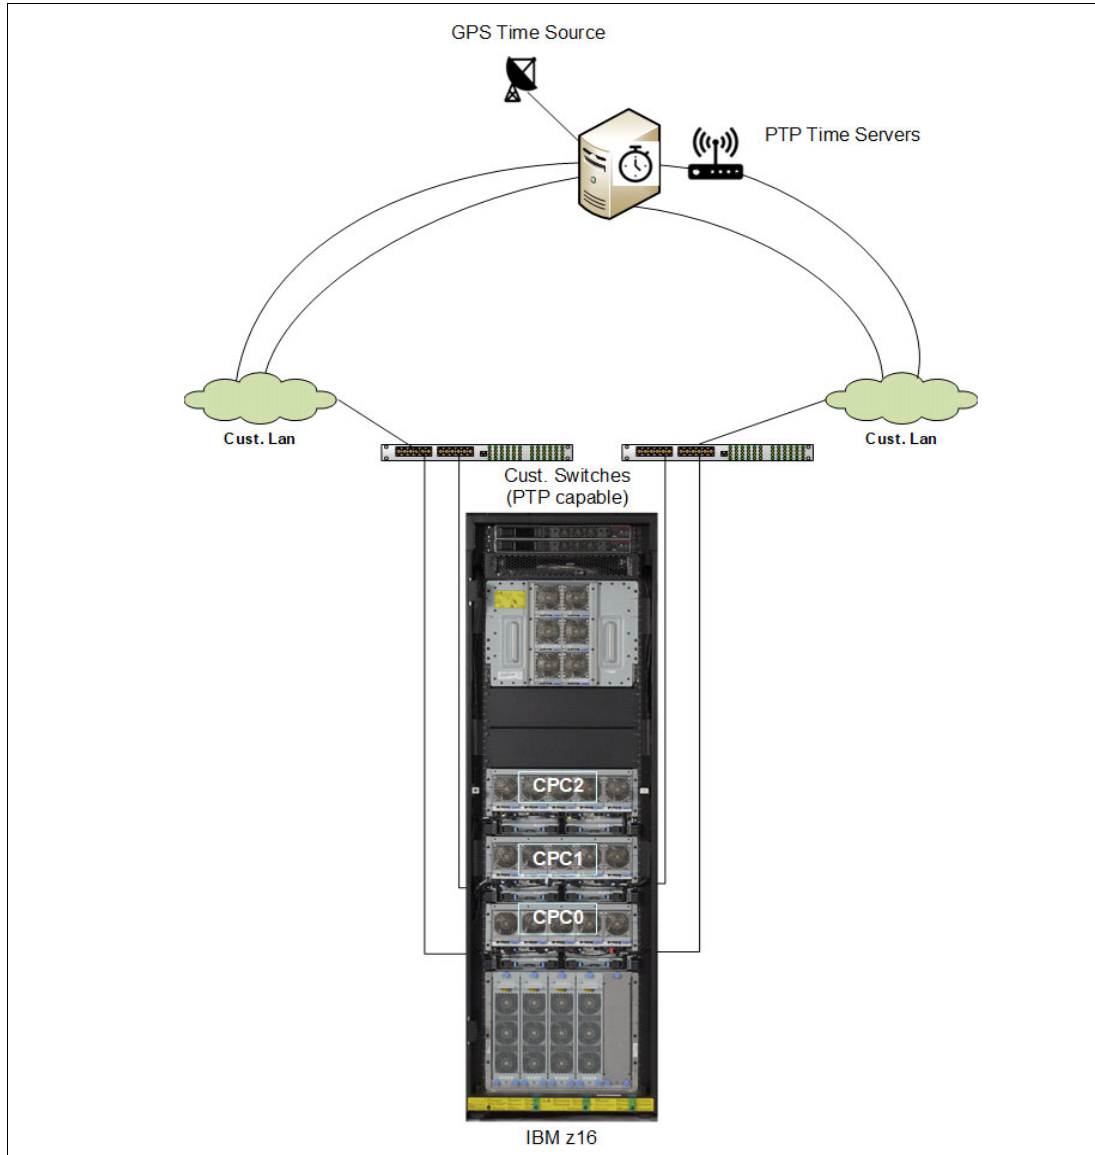 GPS Time Source
PTP Time Servers
Cust. Lan
Cust. Lan
Cust. Switches
(PTP capable)
CPC2
CPC1
CPC0
IBM z16